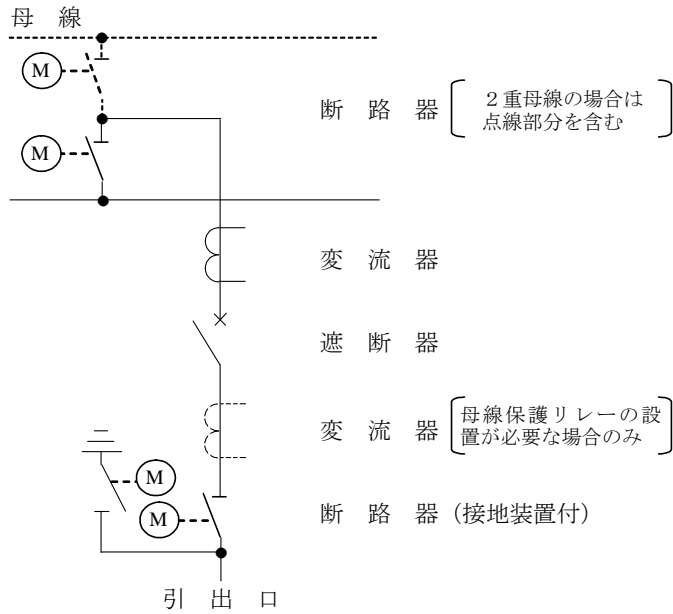 母線
M
断路器
2重母線の場合は
点線部分を含む
M
変流器
遮断器
変流器
母線保護リレーの設
置が必要な場合のみ
M
M
断路器(接地装置付)
引出口